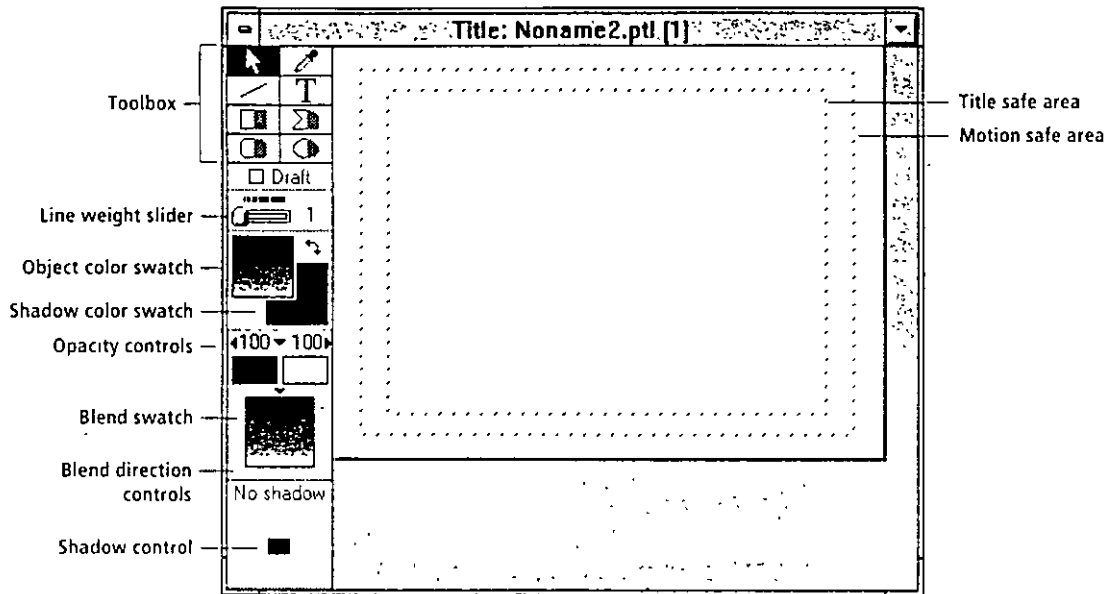 Title: Noname2.ptl [1]
Toolbox
T
Draft
Line weight slider
1
Object color swatch
Shadow color swatch
Opacity controls
100 100
Blend swatch
Blend direction
controls
No shadow
Shadow control
Title safe area
Motion safe area